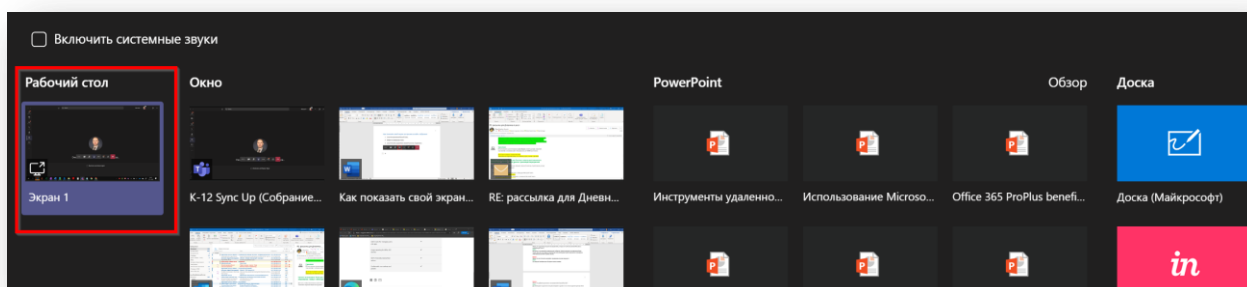 Включить системные звуки
Рабочий стол
Окно
PowerPoint
Обзор
Доска
Экран 1
K-12 Sync Up (Собрание...
Как показать свой экран...
RE: рассылка для Дневн...
Инструменты удаленно...
Использование Microso...
Office 365 ProPlus benefi...
Доска (Майкрософт)
in